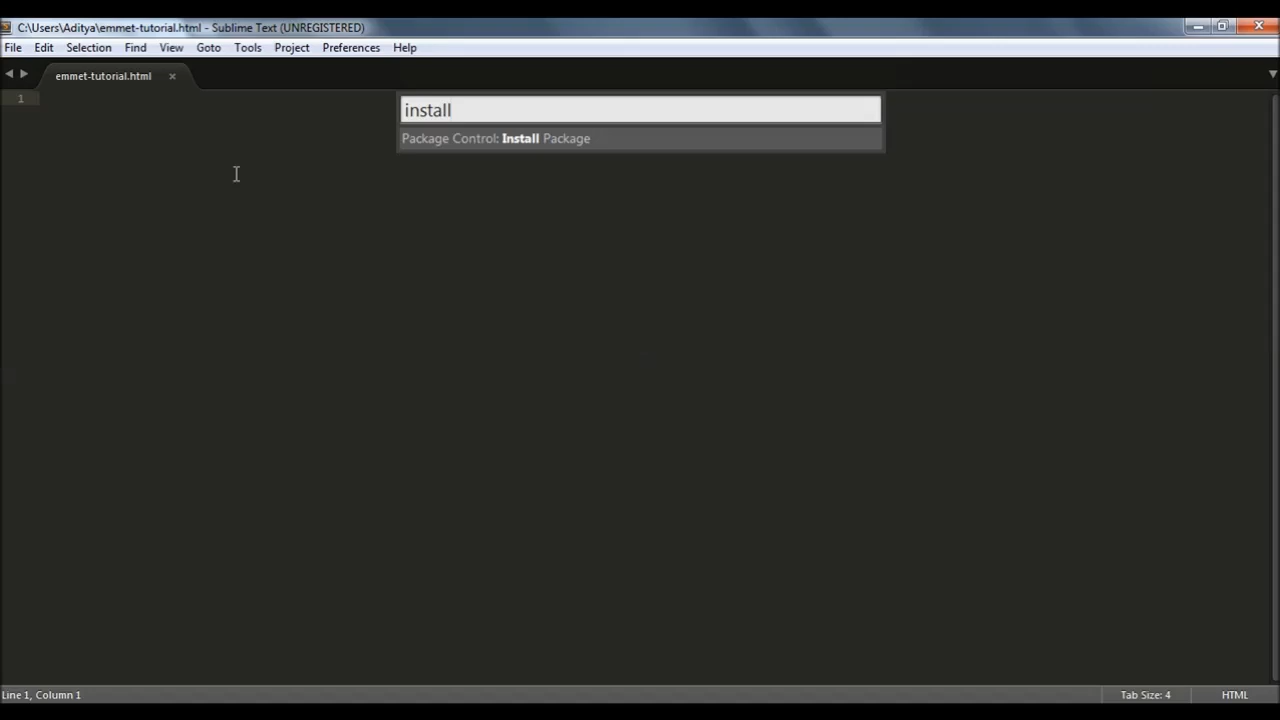 C:\Users\Aditya\emmet-tutorial.html - Sublime Text (UNREGISTERED)
File Edit Selection Find View Goto Tools Project Preferences Help
emmet-tutorial.html ×
1
install
Package Control: Install Package
Line 1, Column 1 Tab Size: 4 HTML